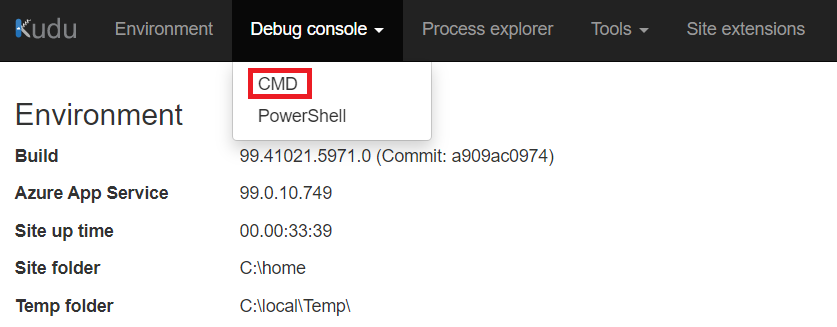 Kudu Environment Debug console Process explorer Tools Site extensions
CMD
PowerShell
Environment
Build 99.41021.5971.0 (Commit: a909ac0974)
Azure App Service 99.0.10.749
Site up time 00.00:33:39
Site folder C:\home
Temp folder C:\local\Temp\